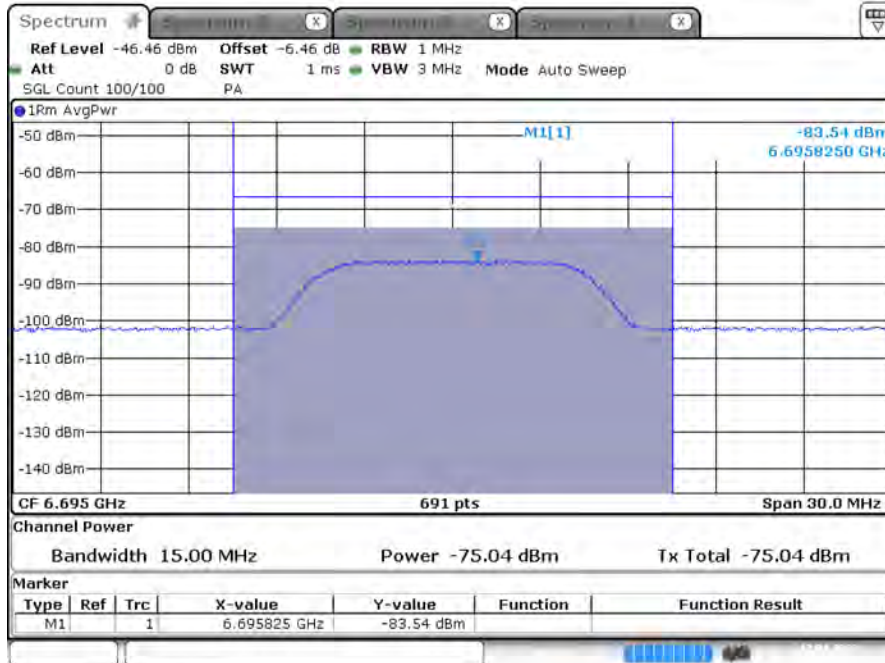 Spectrum
Ref Level -46.46 dBm Offset -6.46 dB RBW 1 MHz
Att 0 dB SWT 1 ms VBW 3 MHz Mode Auto Sweep
SGL Count 100/100 PA
1Rm AvgPwr
-50 dBm
M1[1] -83.54 dBm
6.6958250 GHz
-60 dBm
-70 dBm
-80 dBm
-90 dBm
-100 dBm
-110 dBm
-120 dBm
-130 dBm
-140 dBm
CF 6.695 GHz 691 pts Span 30.0 MHz
Channel Power
Bandwidth 15.00 MHz Power -75.04 dBm Tx Total -75.04 dBm
Marker
Type Ref Trc X-value Y-value Function Function Result
M1 1 6.695825 GHz -83.54 dBm